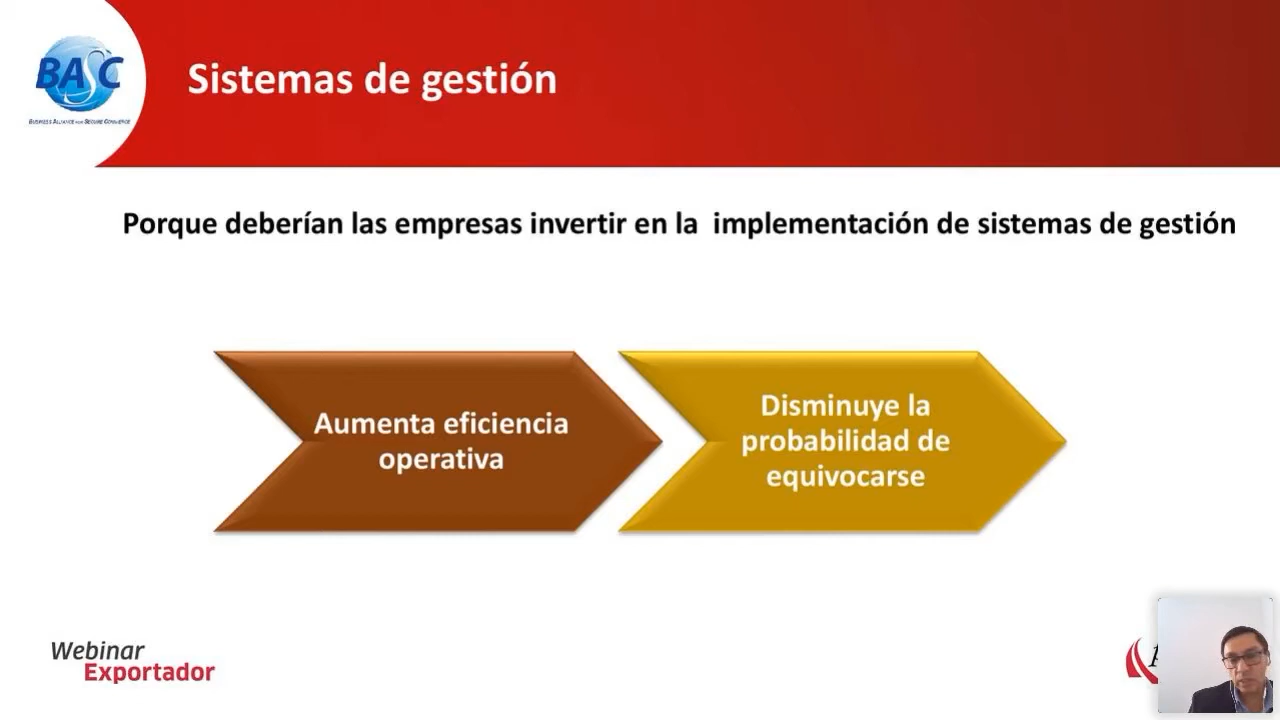 BASC
BUSINESS ALLIANCE FOR SECURE COMMERCE
Sistemas de gestión
Porque deberían las empresas invertir en la implementación de sistemas de gestión
Aumenta eficiencia
operativa
Disminuye la
probabilidad de
equivocarse
Webinar
Exportador